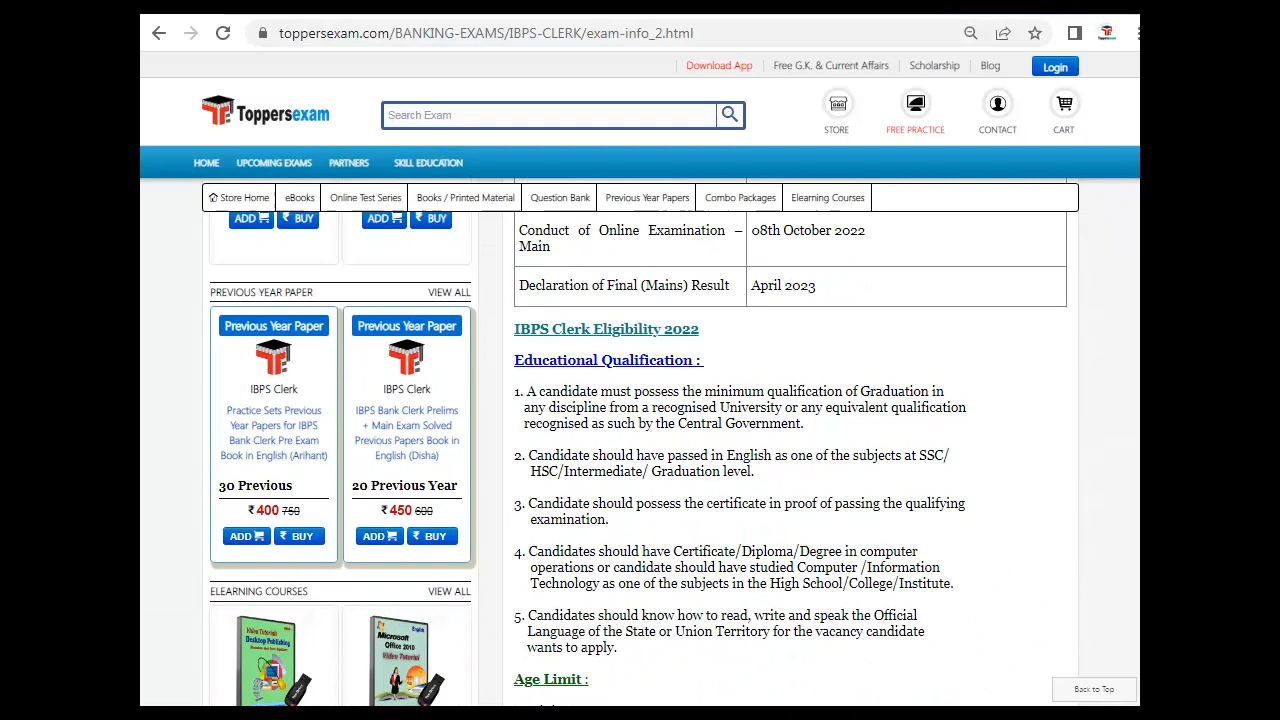 toppersexam.com/BANKING-EXAMS/IBPS-CLERK/exam-info_2.html
Download App
Free G.K. & Current Affairs
Scholarship
Blog
Login
Toppersexam
Search Exam
STORE
FREE PRACTICE
CONTACT
CART
HOME
UPCOMING EXAMS
PARTNERS
SKILL EDUCATION
Store Home
eBooks
Online Test Series
Books / Printed Material
Question Bank
Previous Year Papers
Combo Packages
Elearning Courses
ADD
₹ BUY
ADD
₹ BUY
PREVIOUS YEAR PAPER
VIEW ALL
Previous Year Paper
IBPS Clerk
Practice Sets Previous
Year Papers for IBPS
Bank Clerk Pre Exam
Book in English (Arihant)
30 Previous
₹ 400 750
ADD
₹ BUY
Previous Year Paper
IBPS Clerk
IBPS Bank Clerk Prelims
+ Main Exam Solved
Previous Papers Book in
English (Disha)
20 Previous Year
₹ 450 600
ADD
₹ BUY
ELEARNING COURSES
VIEW ALL
Video Tutorials
Desktop Publishing
English
Microsoft
Office 2010
Video Tutorial
Conduct of Online Examination –
Main
08th October 2022
Declaration of Final (Mains) Result
April 2023
IBPS Clerk Eligibility 2022
Educational Qualification :
1. A candidate must possess the minimum qualification of Graduation in
any discipline from a recognised University or any equivalent qualification
recognised as such by the Central Government.
2. Candidate should have passed in English as one of the subjects at SSC/
HSC/Intermediate/ Graduation level.
3. Candidate should possess the certificate in proof of passing the qualifying
examination.
4. Candidates should have Certificate/Diploma/Degree in computer
operations or candidate should have studied Computer /Information
Technology as one of the subjects in the High School/College/Institute.
5. Candidates should know how to read, write and speak the Official
Language of the State or Union Territory for the vacancy candidate
wants to apply.
Age Limit :
Back to Top